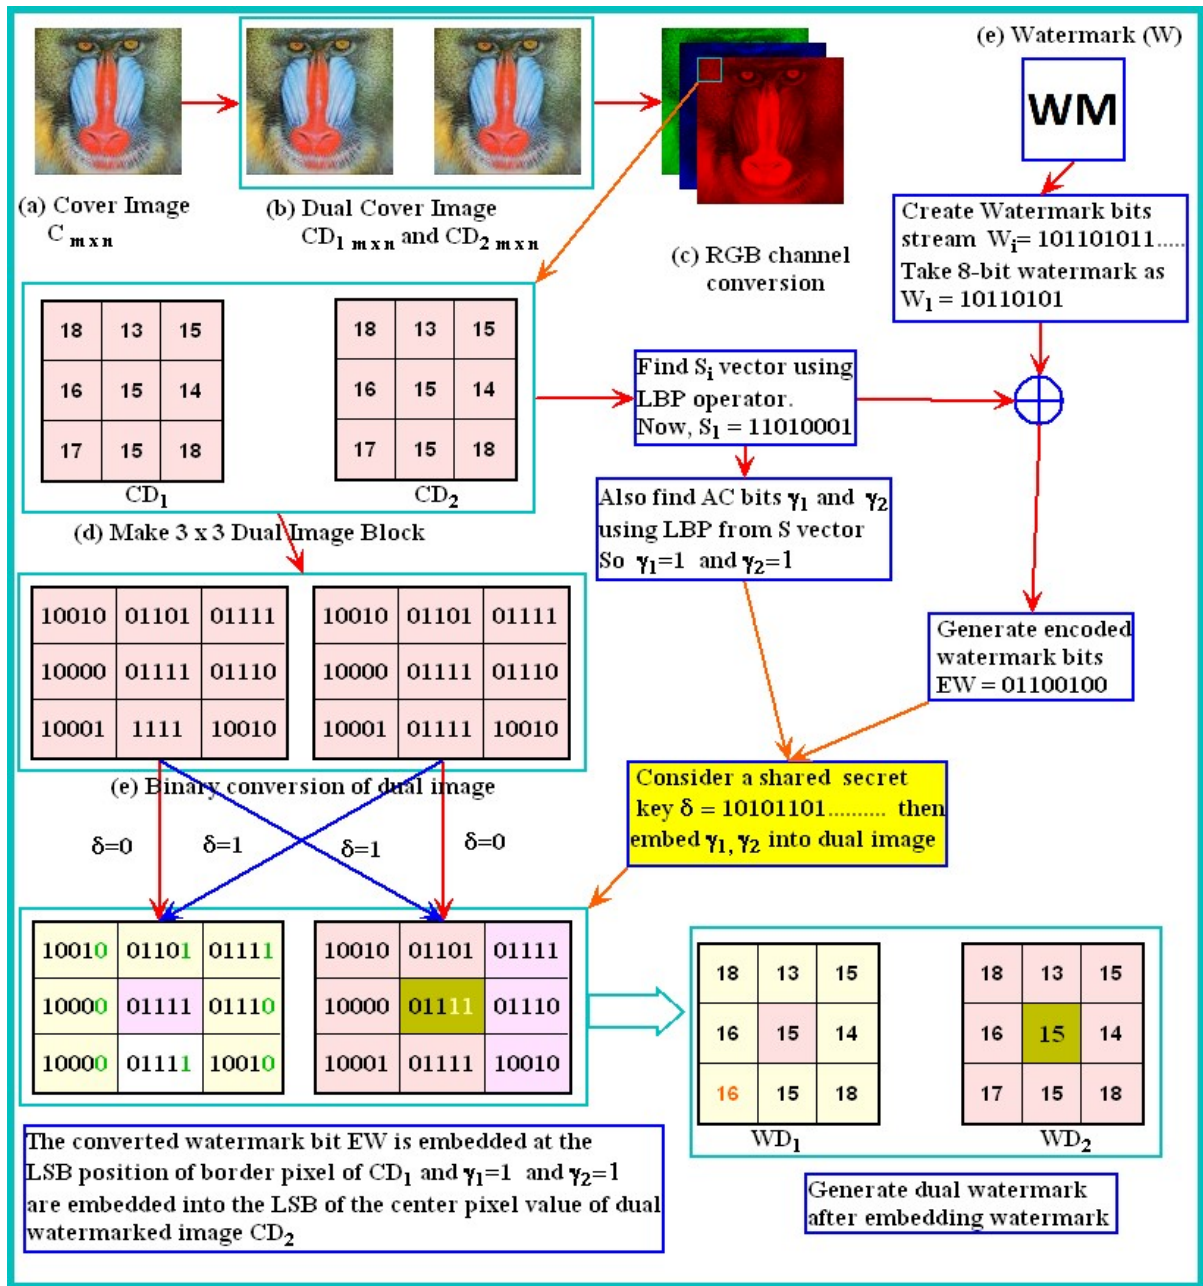 (e) Watermark (W)
WM
(a) Cover Image
C m x n
(b) Dual Cover Image
CD1 m x n and CD2 m x n
(c) RGB channel
conversion
Create Watermark bits
stream Wi= 101101011.....
Take 8-bit watermark as
W1 = 10110101
18 13 15
16 15 14
17 15 18
CD1
18 13 15
16 15 14
17 15 18
CD2
(d) Make 3 x 3 Dual Image Block
Find Si vector using
LBP operator.
Now, S1 = 11010001
Also find AC bits γ1 and γ2
using LBP from S vector
So γ1=1 and γ2=1
Generate encoded
watermark bits
EW = 01100100
10010 01101 01111
10000 01111 01110
10001 1111 10010
10010 01101 01111
10000 01111 01110
10001 01111 10010
(e) Binary conversion of dual image
Consider a shared secret
key δ = 10101101.......... then
embed γ1, γ2 into dual image
δ=0
δ=1
δ=1
δ=0
10010 01101 01111
10000 01111 01110
10000 01111 10010
10010 01101 01111
10000 01111 01110
10001 01111 10010
18 13 15
16 15 14
16 15 18
WD1
18 13 15
16 15 14
17 15 18
WD2
The converted watermark bit EW is embedded at the
LSB position of border pixel of CD1 and γ1=1 and γ2=1
are embedded into the LSB of the center pixel value of dual
watermarked image CD2
Generate dual watermark
after embedding watermark